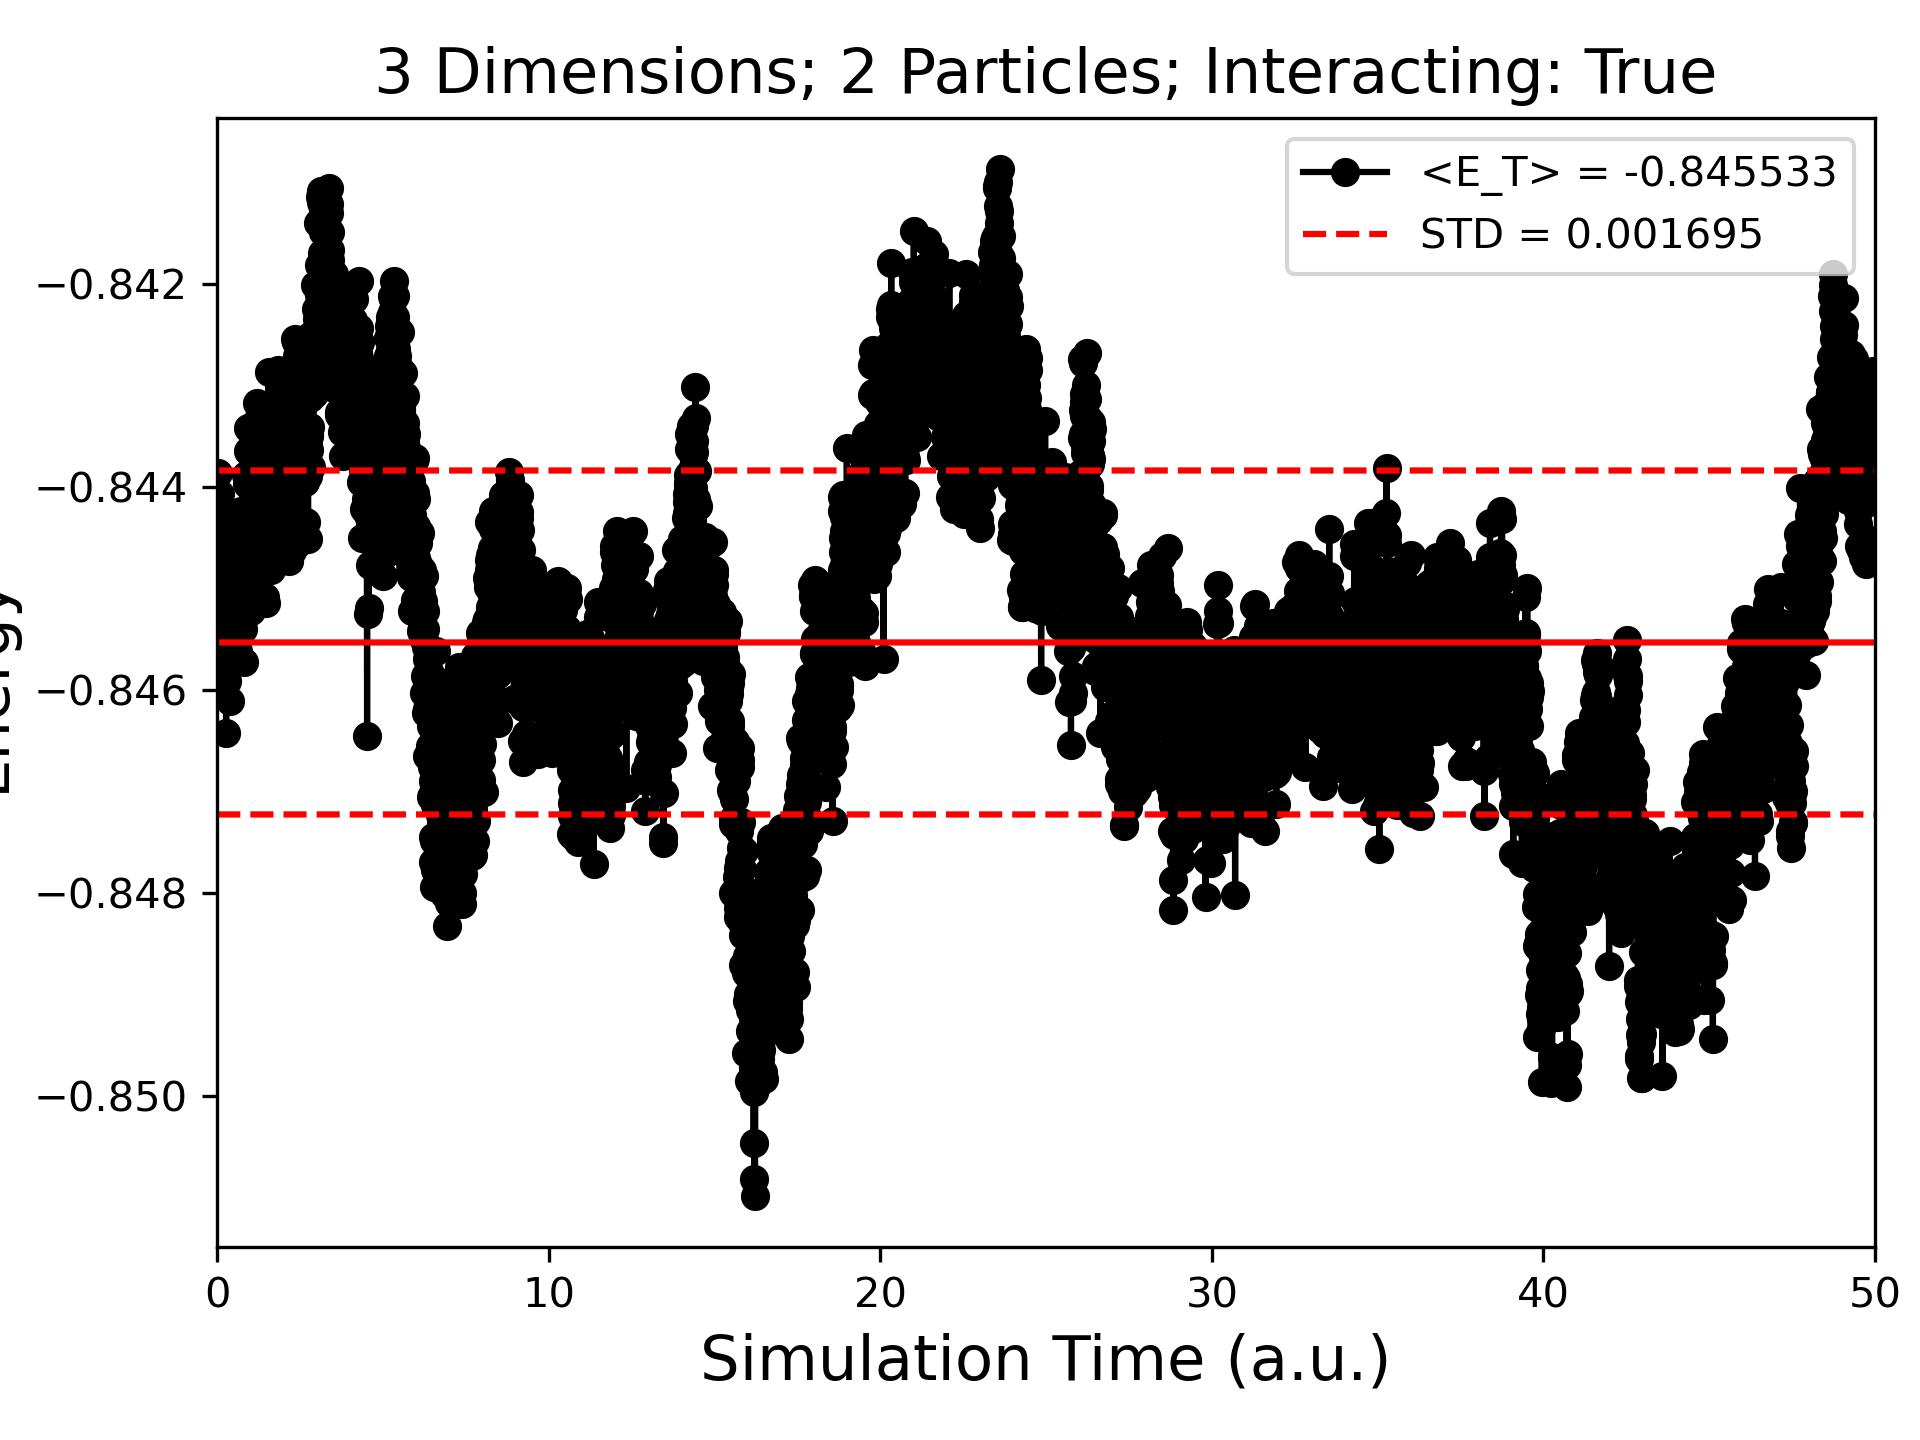 3 Dimensions; 2 Particles; Interacting: True
<E_T> = -0.845533
STD = 0.001695
−0.842
−0.844
−0.846
−0.848
−0.850
Energy
0 10 20 30 40 50
Simulation Time (a.u.)